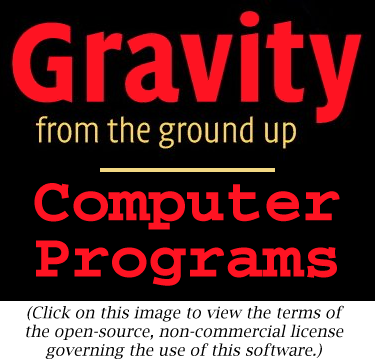 Gravity
from the ground up
Computer
Programs
(Click on this image to view the terms of
the open-source, non-commercial license
governing the use of this software.)